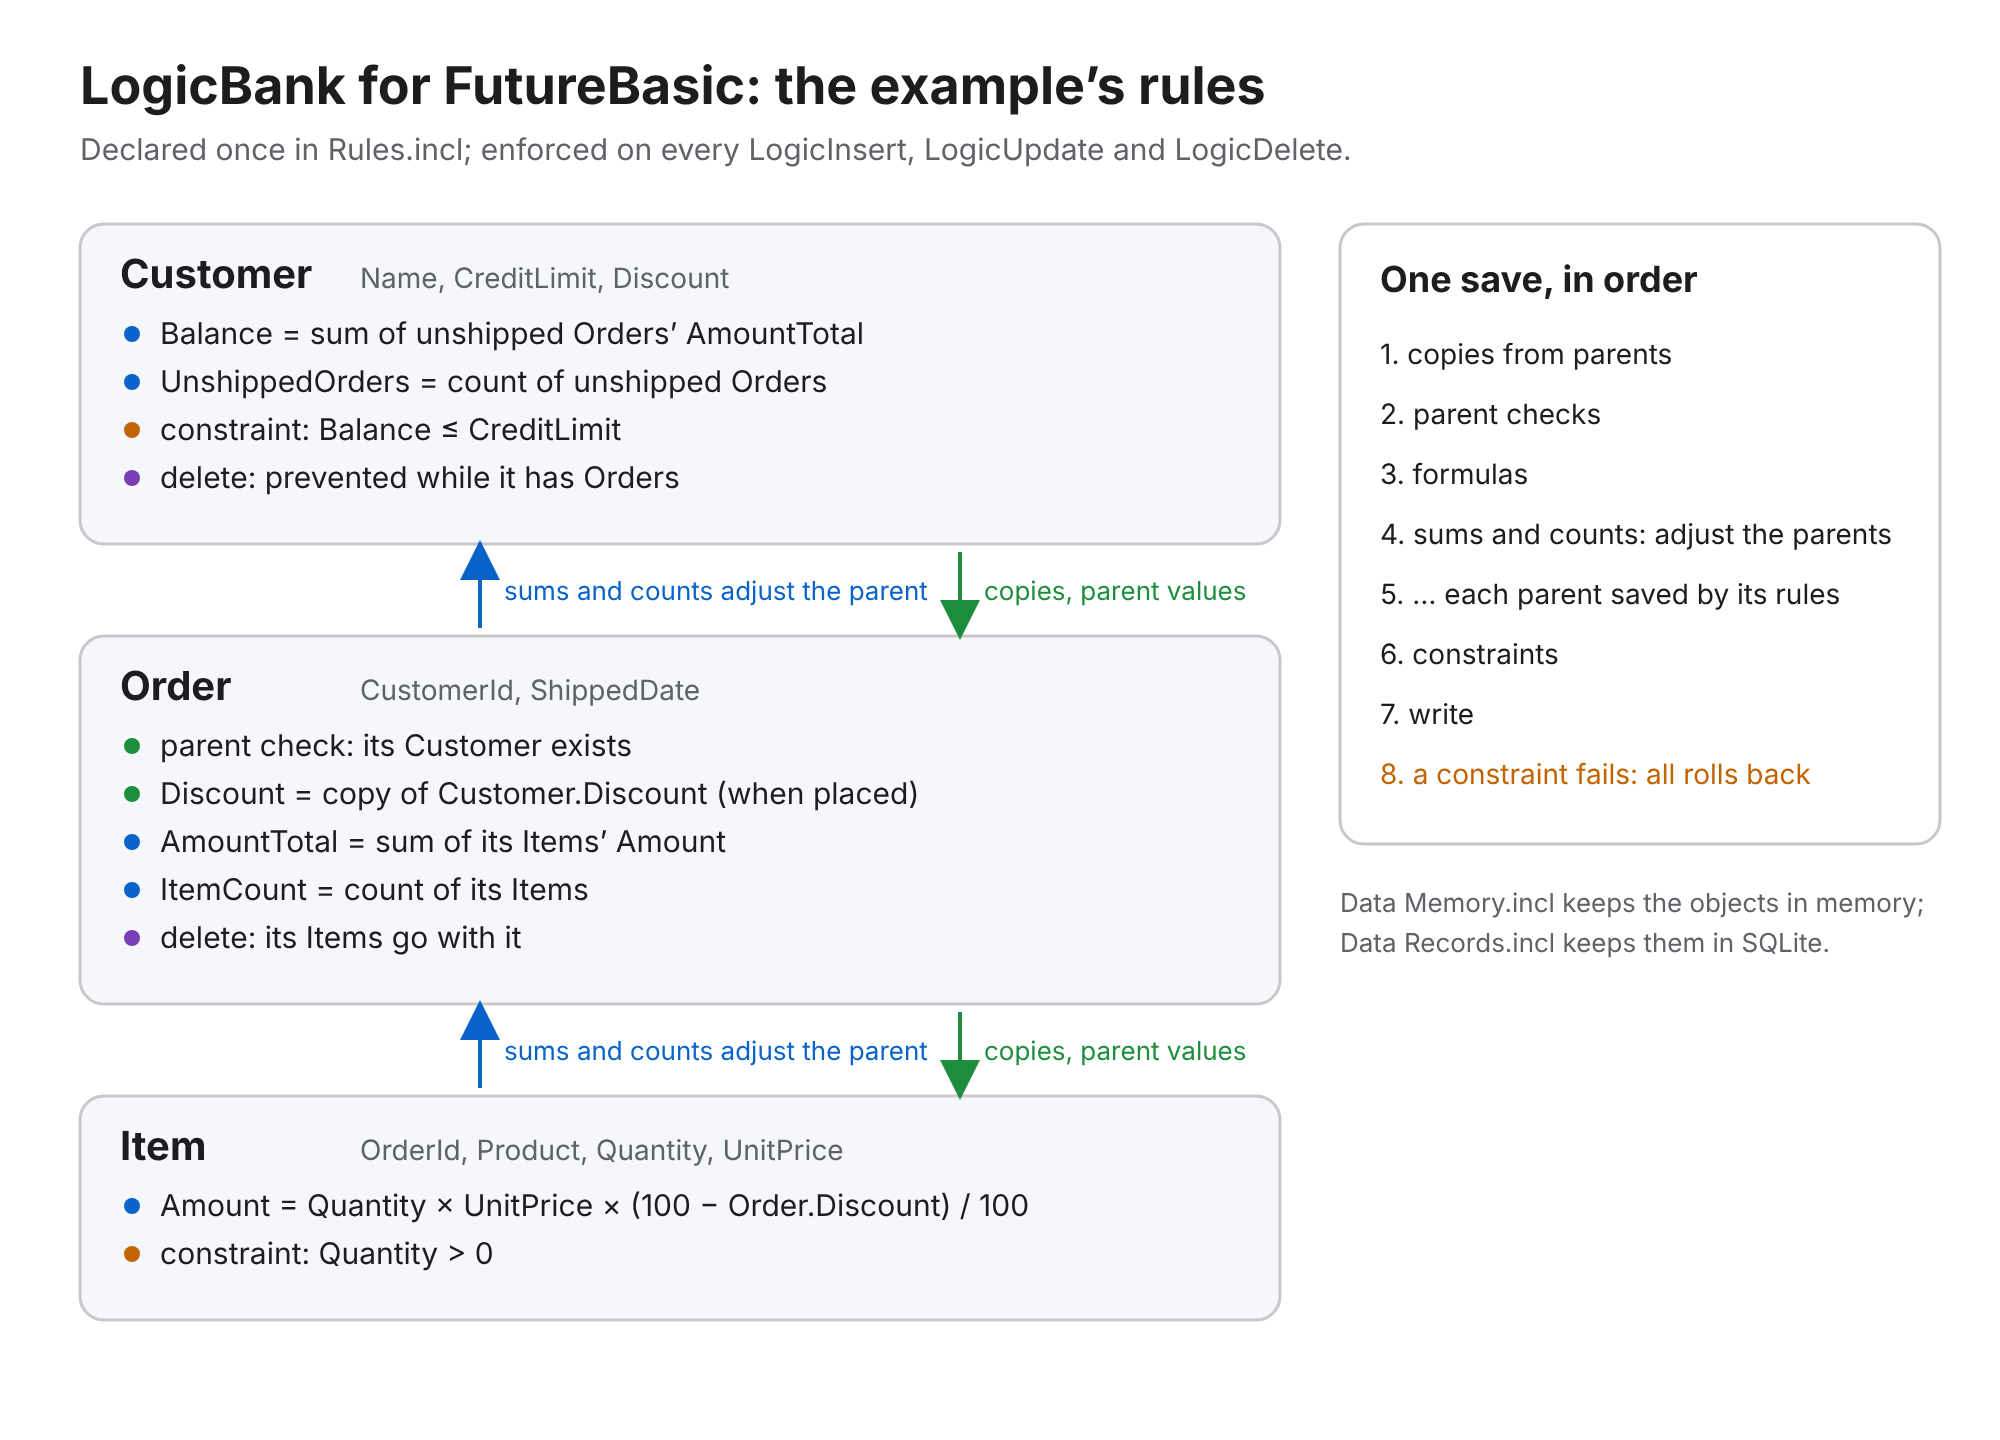 LogicBank for FutureBasic: the example’s rules
Declared once in Rules.incl; enforced on every LogicInsert, LogicUpdate and LogicDelete.
Customer Name, CreditLimit, Discount
Balance = sum of unshipped Orders’ AmountTotal
UnshippedOrders = count of unshipped Orders
constraint: Balance ≤ CreditLimit
delete: prevented while it has Orders
sums and counts adjust the parent
copies, parent values
Order CustomerId, ShippedDate
parent check: its Customer exists
Discount = copy of Customer.Discount (when placed)
AmountTotal = sum of its Items’ Amount
ItemCount = count of its Items
delete: its Items go with it
sums and counts adjust the parent
copies, parent values
Item OrderId, Product, Quantity, UnitPrice
Amount = Quantity × UnitPrice × (100 − Order.Discount) / 100
constraint: Quantity > 0
One save, in order
1. copies from parents
2. parent checks
3. formulas
4. sums and counts: adjust the parents
5. … each parent saved by its rules
6. constraints
7. write
8. a constraint fails: all rolls back
Data Memory.incl keeps the objects in memory;
Data Records.incl keeps them in SQLite.